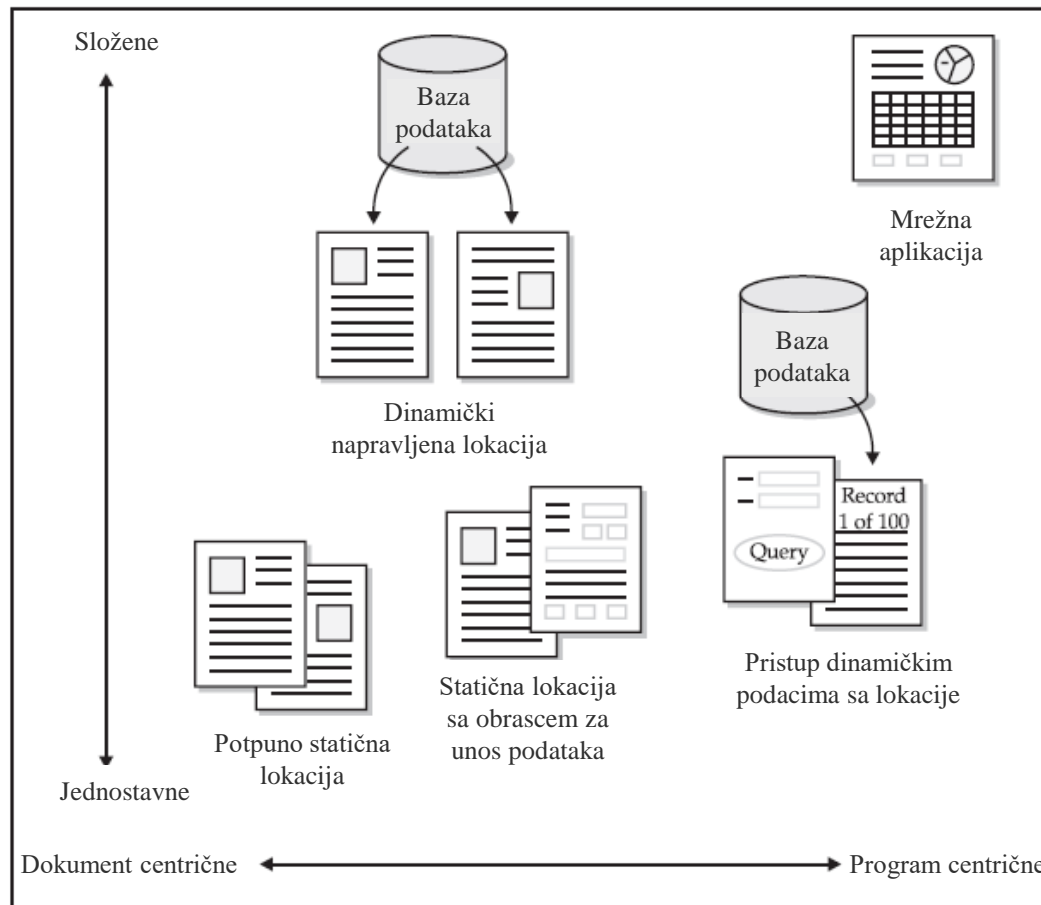 Složene
Baza
podataka
Mrežna
aplikacija
Baza
podataka
Dinamički
napravljena lokacija
Record
1 of 100
Query
Statična lokacija
sa obrascem za
unos podataka
Pristup dinamičkim
podacima sa lokacije
Potpuno statična
lokacija
Jednostavne
Dokument centrične
Program centrične